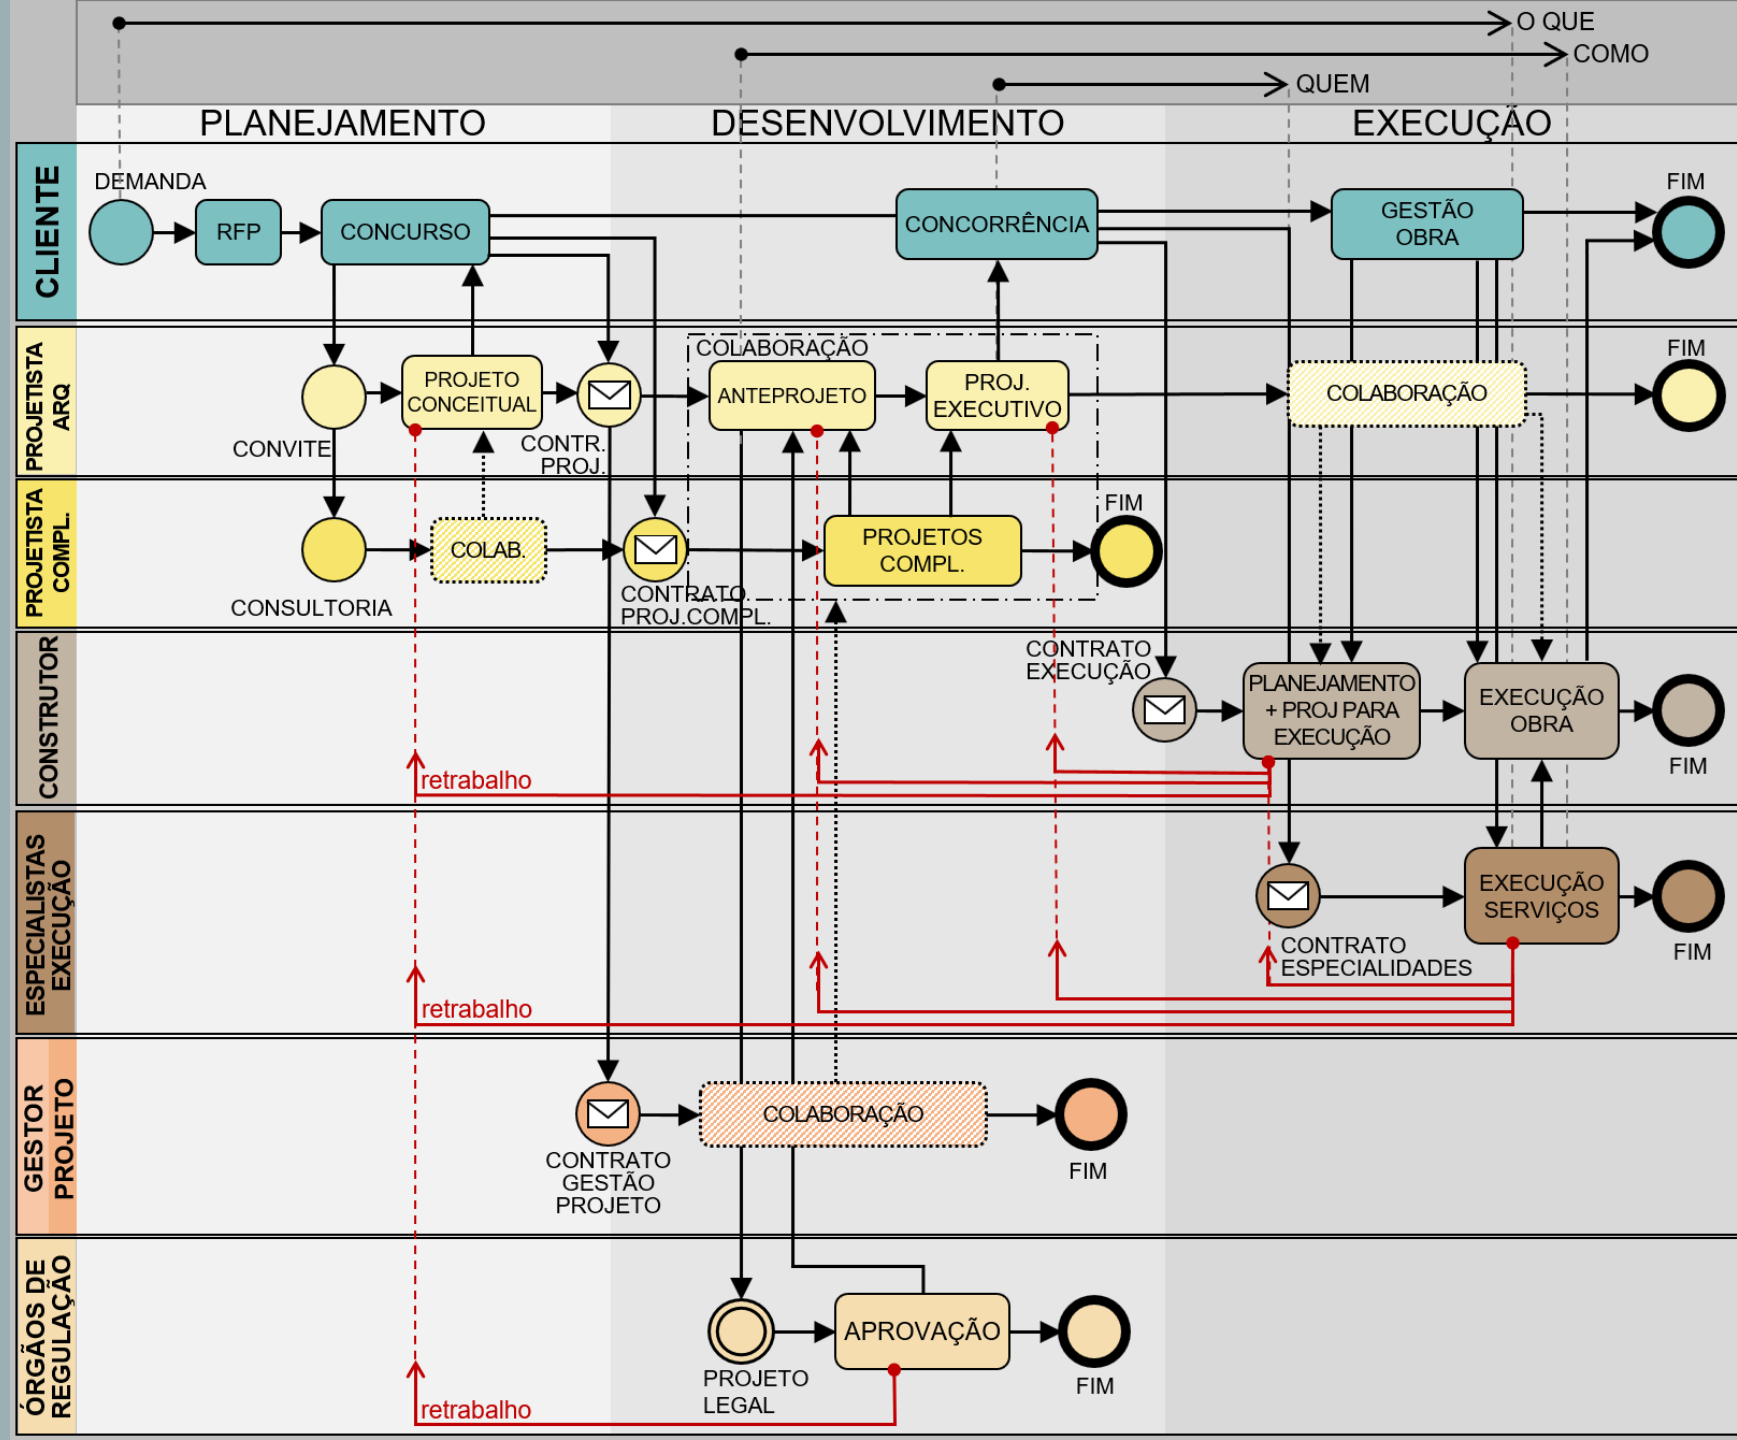 O QUE
COMO
QUEM
PLANEJAMENTO
DESENVOLVIMENTO
EXECUÇÃO
CLIENTE
DEMANDA
RFP
CONCURSO
CONCORRÊNCIA
GESTÃO
OBRA
FIM
PROJETISTA
ARQ
CONVITE
PROJETO
CONCEITUAL
CONTR.
PROJ.
COLABORAÇÃO
ANTEPROJETO
PROJ.
EXECUTIVO
COLABORAÇÃO
FIM
PROJETISTA
COMPL.
CONSULTORIA
COLAB.
CONTRATO
PROJ.COMPL.
PROJETOS
COMPL.
FIM
CONSTRUTOR
retrabalho
CONTRATO
EXECUÇÃO
PLANEJAMENTO
+ PROJ PARA
EXECUÇÃO
EXECUÇÃO
OBRA
FIM
ESPECIALISTAS
EXECUÇÃO
retrabalho
CONTRATO
ESPECIALIDADES
EXECUÇÃO
SERVIÇOS
FIM
GESTOR
PROJETO
CONTRATO
GESTÃO
PROJETO
COLABORAÇÃO
FIM
ÓRGÃOS DE
REGULAÇÃO
retrabalho
PROJETO
LEGAL
APROVAÇÃO
FIM